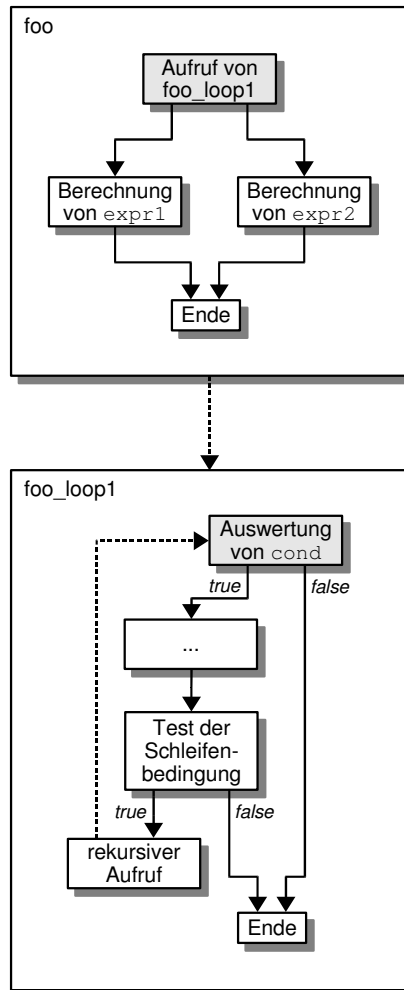 foo
Aufruf von
foo_loop1
Berechnung
von expr1
Berechnung
von expr2
Ende
foo_loop1
Auswertung
von cond
true
false
...
Test der
Schleifen-
bedingung
true
false
rekursiver
Aufruf
Ende